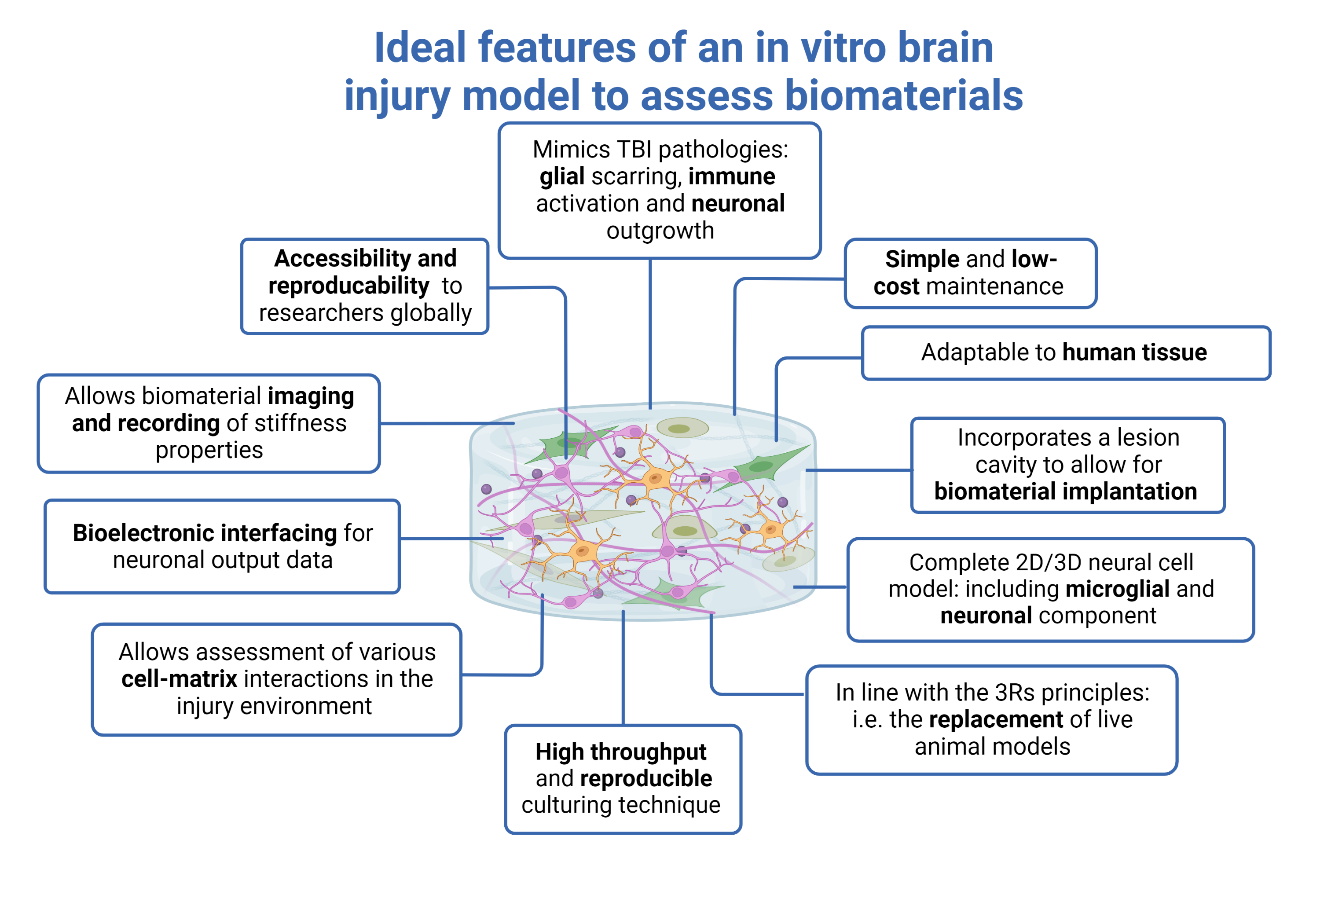 Ideal features of an in vitro brain
injury model to assess biomaterials
Mimics TBI pathologies:
glial scarring, immune
activation and neuronal
outgrowth
Accessibility and
reproducability to
researchers globally
Simple and low-
cost maintenance
Adaptable to human tissue
Allows biomaterial imaging
and recording of stiffness
properties
Incorporates a lesion
cavity to allow for
biomaterial implantation
Bioelectronic interfacing for
neuronal output data
Complete 2D/3D neural cell
model: including microglial and
neuronal component
Allows assessment of various
cell-matrix interactions in the
injury environment
In line with the 3Rs principles:
i.e. the replacement of live
animal models
High throughput
and reproducible
culturing technique